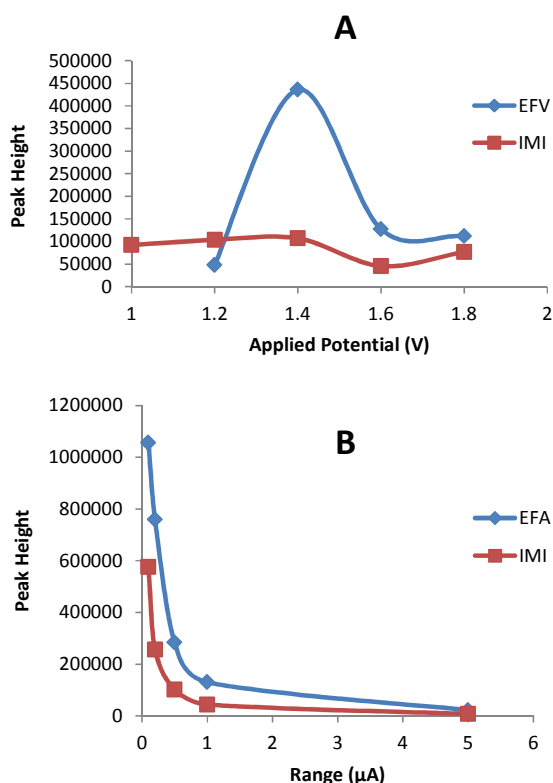 A
500000
450000
400000
350000
300000
250000
200000
150000
100000
50000
0
Peak Height
EFV
IMI
1 1.2 1.4 1.6 1.8 2
Applied Potential (V)
B
1200000
1000000
800000
600000
400000
200000
0
Peak Height
EFA
IMI
0 1 2 3 4 5 6
Range (µA)